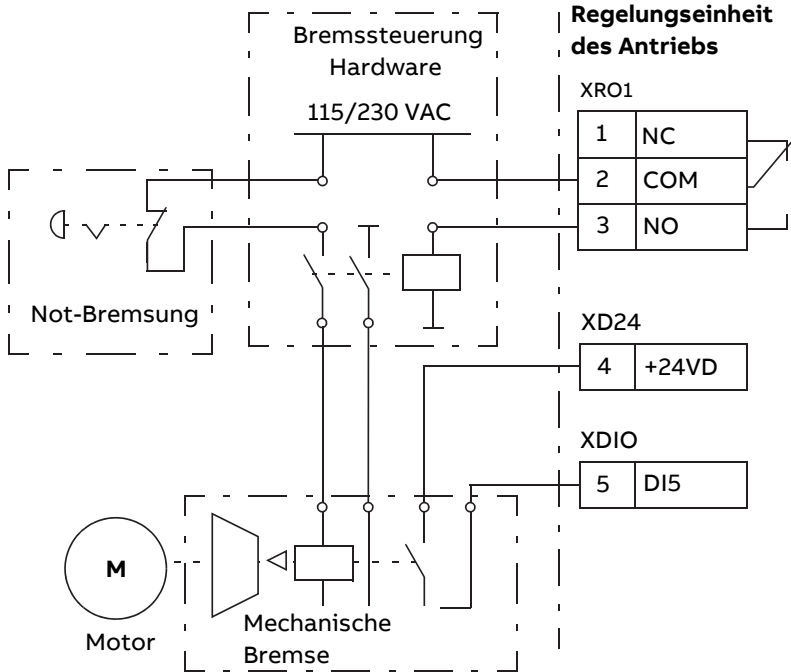 Regelungseinheit
des Antriebs
Bremssteuerung
Hardware
115/230 VAC
XRO1
1 NC
2 COM
3 NO
Not-Bremsung
XD24
4 +24VD
XDIO
5 DI5
M
Motor
Mechanische
Bremse